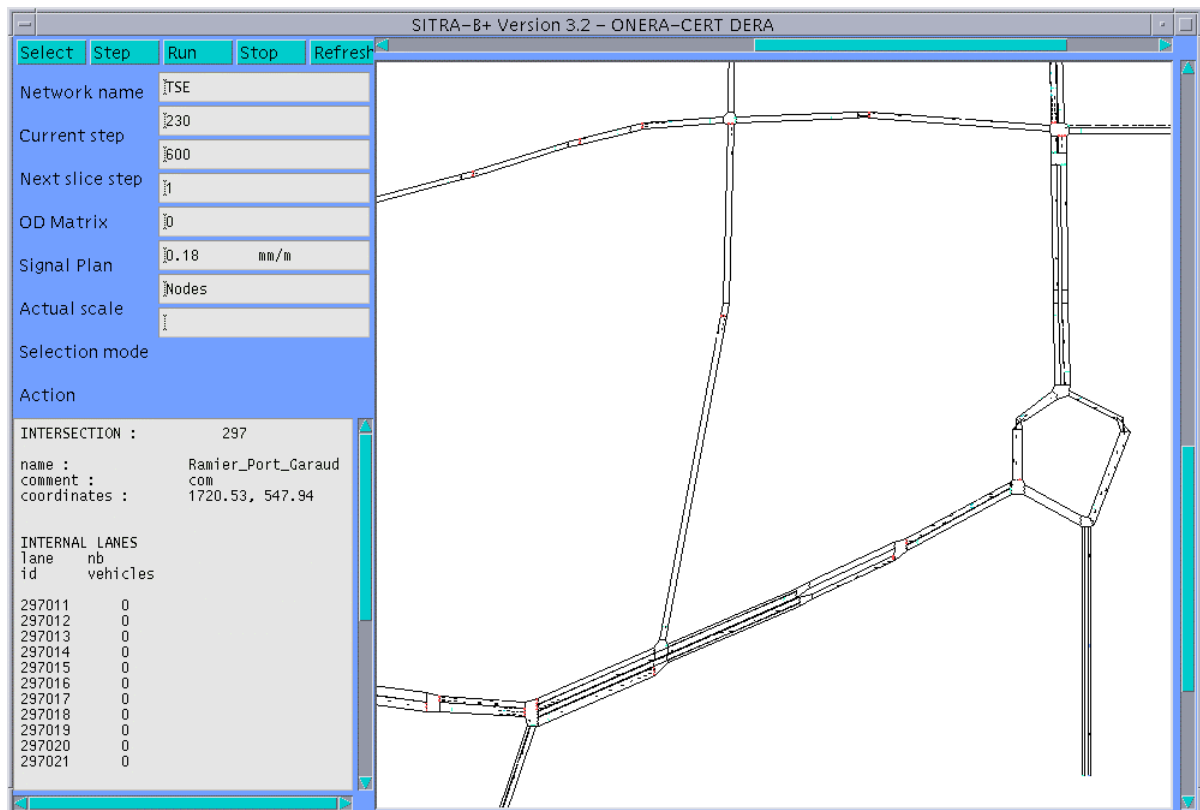 SITRA-B+ Version 3.2 - ONERA-CERT DERA
Select Step Run Stop Refresh
Network name TSE
Current step 230
Next slice step 600
OD Matrix 1
Signal Plan 0
Actual scale 0.18 mm/m
Selection mode Nodes
Action
INTERSECTION : 297
name : Ramier_Port_Garaud
comment : com
coordinates : 1720.53, 547.94
INTERNAL LANES
lane nb
id vehicles
297011 0
297012 0
297013 0
297014 0
297015 0
297016 0
297017 0
297018 0
297019 0
297020 0
297021 0